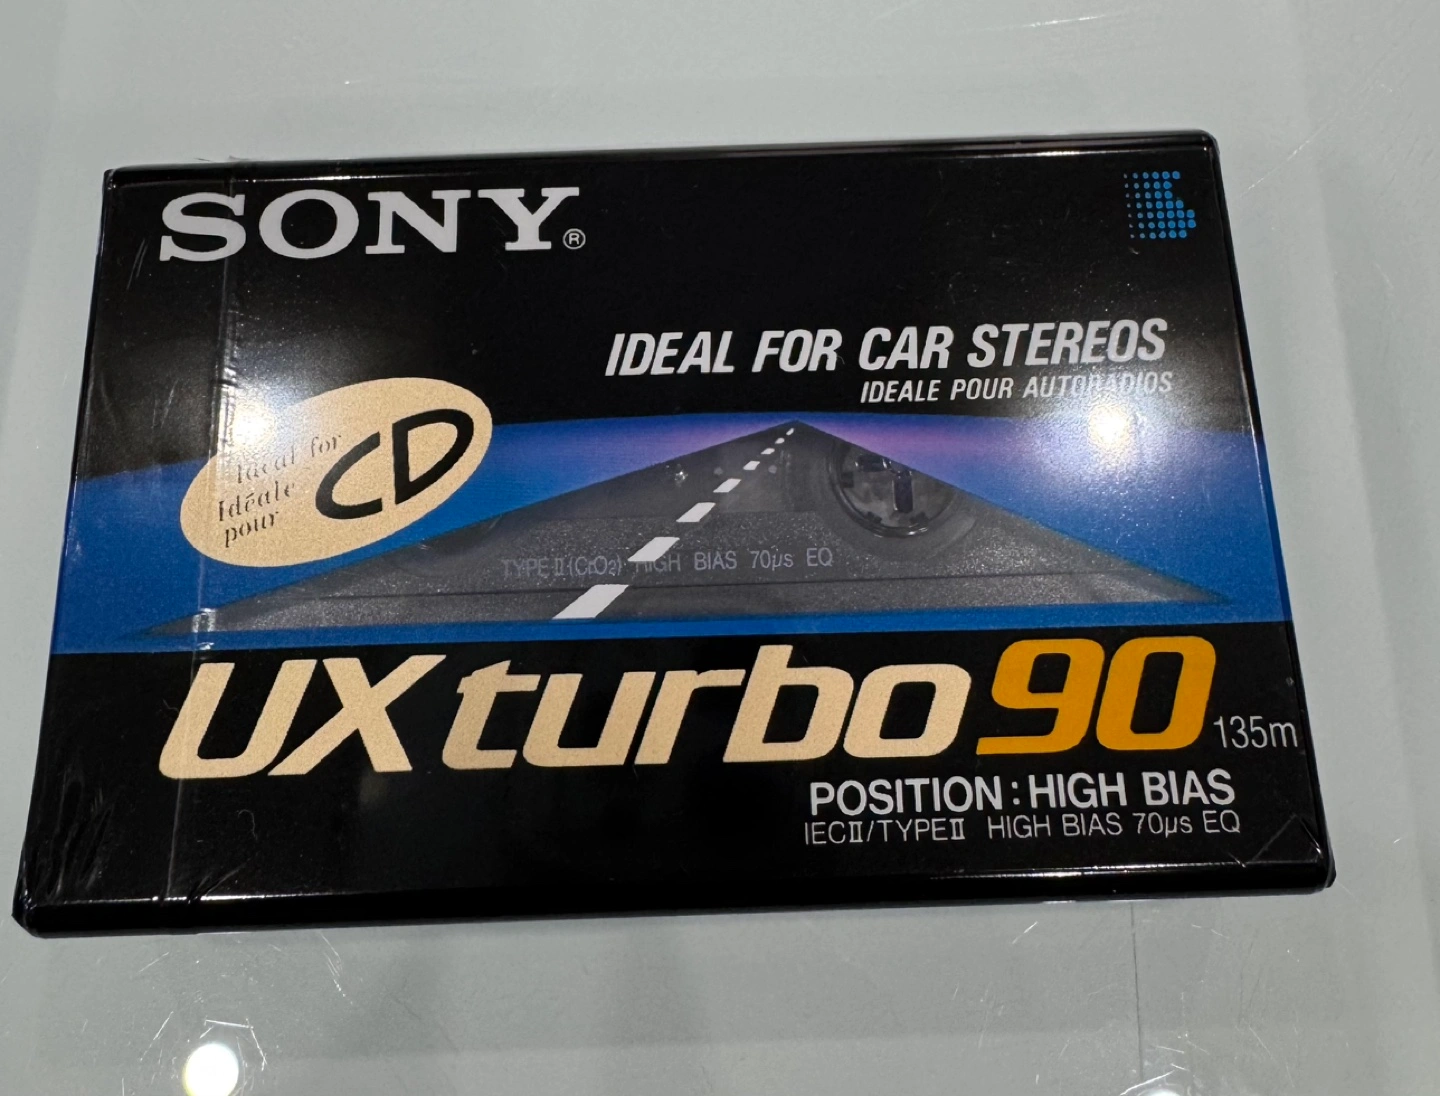 SONY®
IDEAL FOR CAR STEREOS
IDEALE POUR AUTORADIOS
Ideal for
Idéale
pour
CD
TYPE II (CrO₂) HIGH BIAS 70µs EQ
UX turbo 90
135m
POSITION : HIGH BIAS
IECII/TYPEII HIGH BIAS 70µs EQ